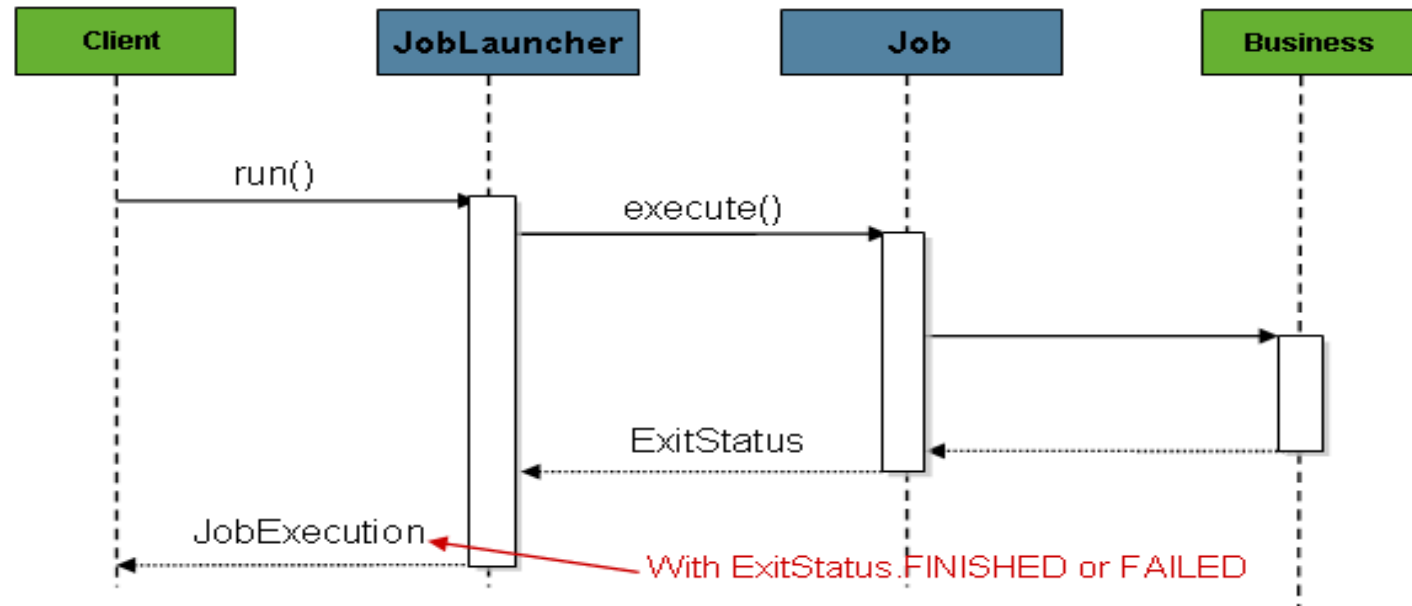 Client
JobLauncher
Job
Business
run()
execute()
ExitStatus
JobExecution
With ExitStatus.FINISHED or FAILED